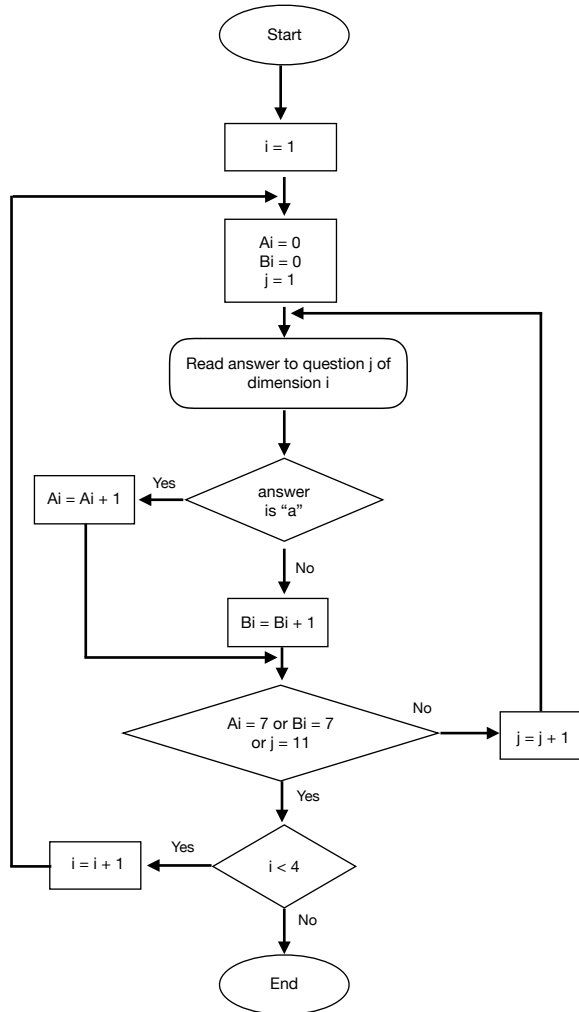 Start
i = 1
Ai = 0
Bi = 0
j = 1
Read answer to question j of
dimension i
answer
is “a”
Yes
Ai = Ai + 1
No
Bi = Bi + 1
Ai = 7 or Bi = 7
or j = 11
No
j = j + 1
Yes
i < 4
Yes
i = i + 1
No
End